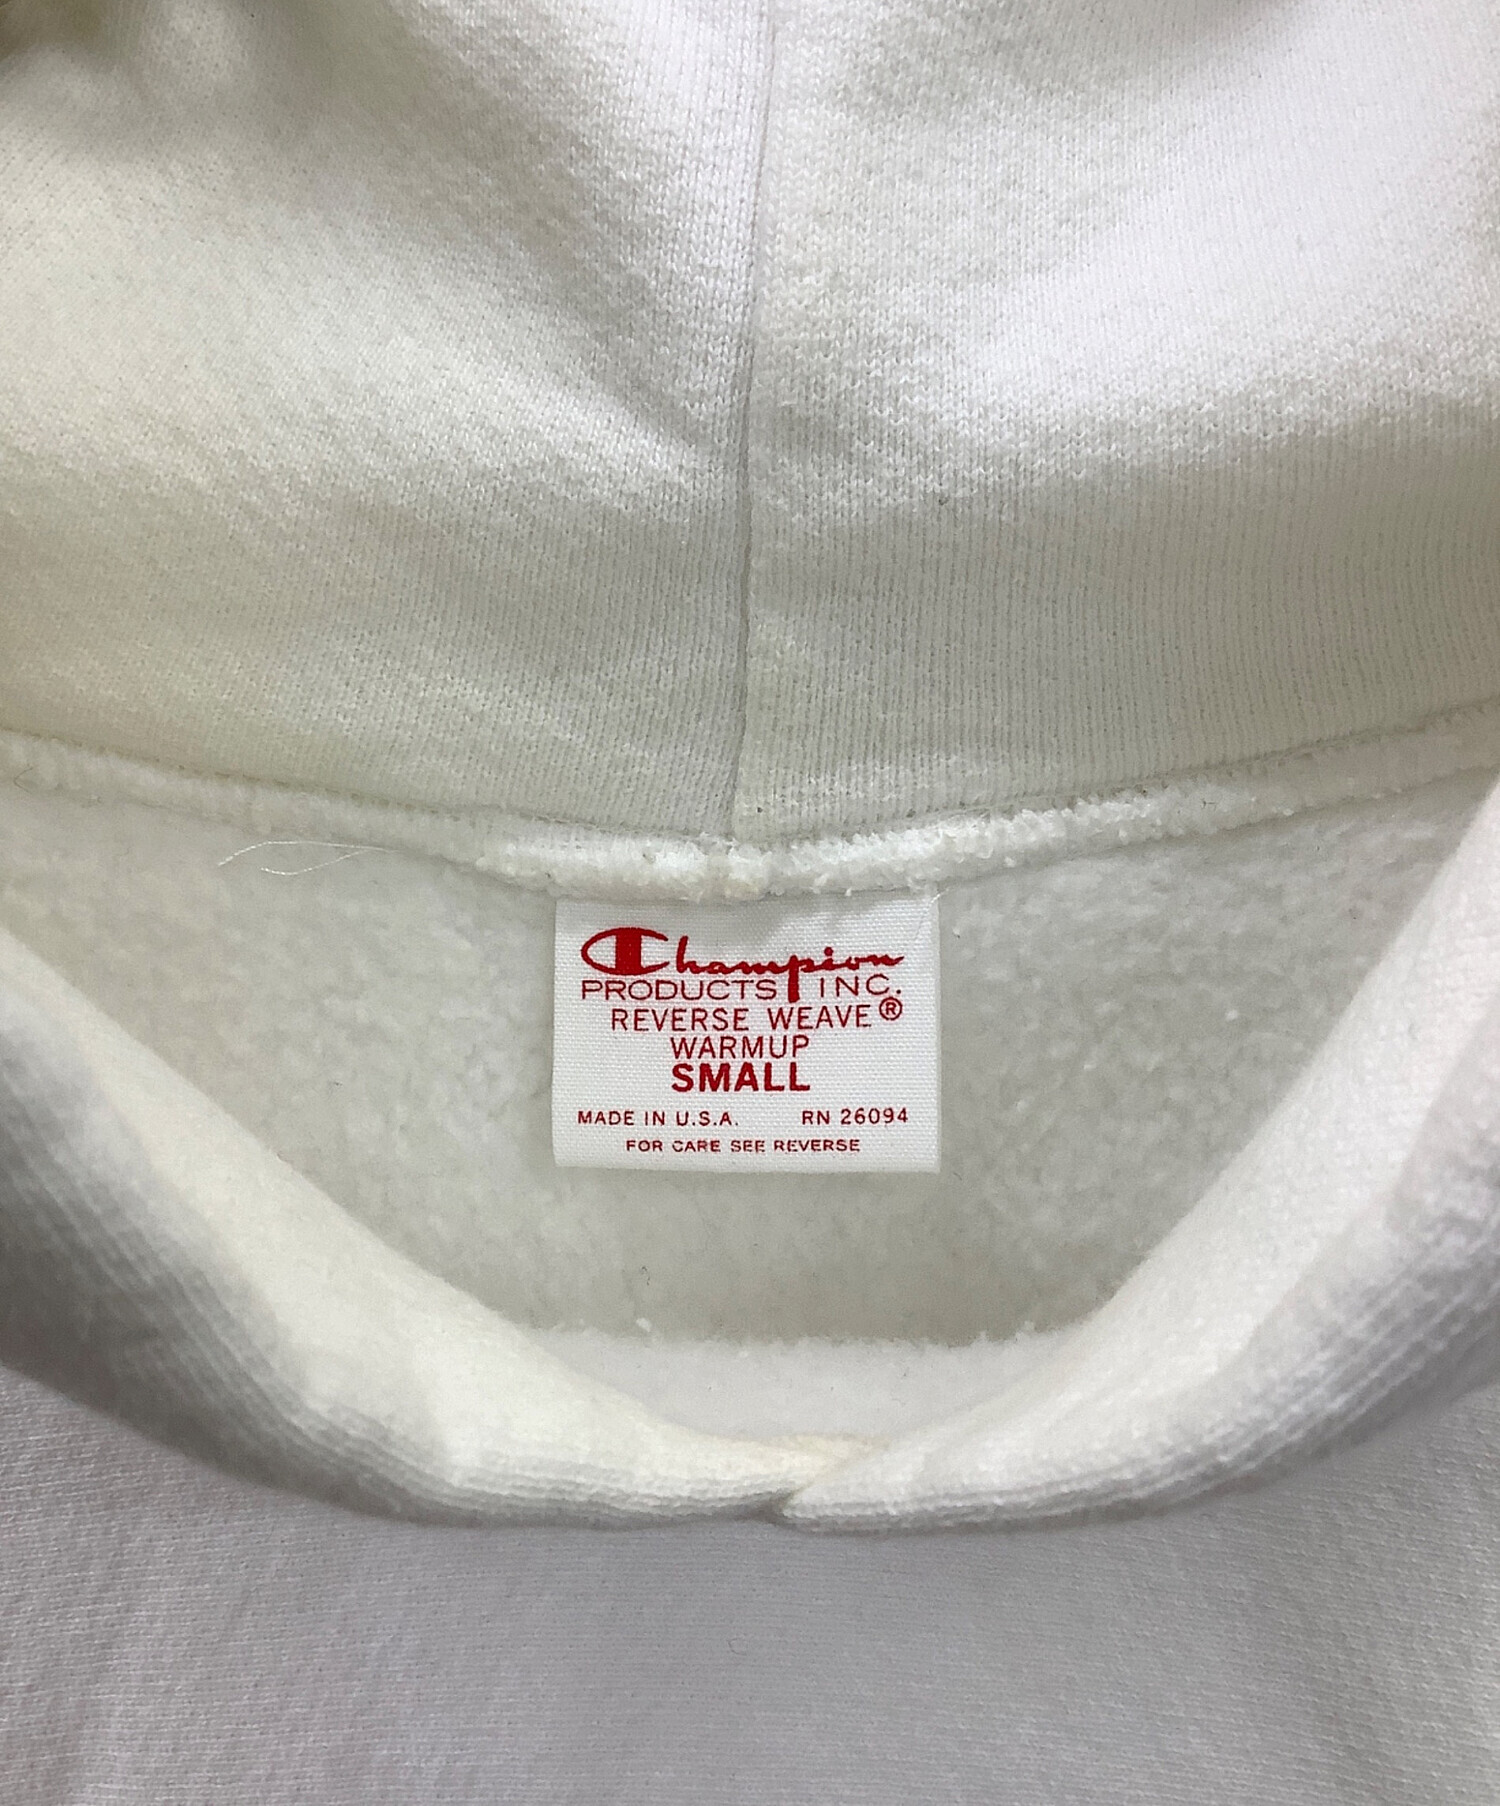 Champion
PRODUCTS INC.
REVERSE WEAVE®
WARMUP
SMALL
MADE IN U.S.A. RN 26094
FOR CARE SEE REVERSE